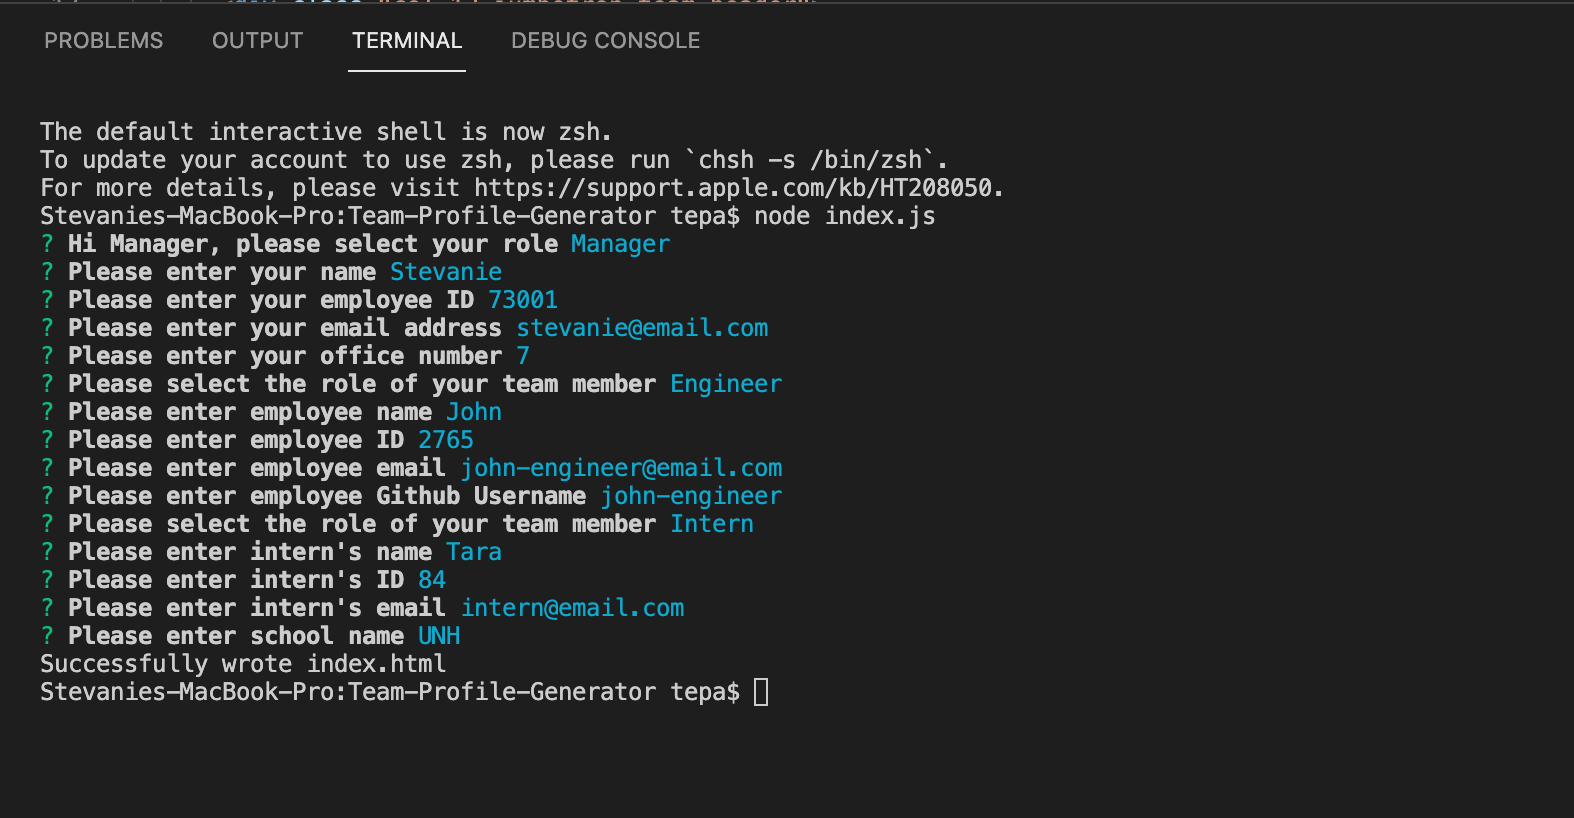 PROBLEMS OUTPUT TERMINAL DEBUG CONSOLE
The default interactive shell is now zsh.
To update your account to use zsh, please run `chsh -s /bin/zsh`.
For more details, please visit https://support.apple.com/kb/HT208050.
Stevanies-MacBook-Pro:Team-Profile-Generator tepa$ node index.js
? Hi Manager, please select your role Manager
? Please enter your name Stevanie
? Please enter your employee ID 73001
? Please enter your email address stevanie@email.com
? Please enter your office number 7
? Please select the role of your team member Engineer
? Please enter employee name John
? Please enter employee ID 2765
? Please enter employee email john-engineer@email.com
? Please enter employee Github Username john-engineer
? Please select the role of your team member Intern
? Please enter intern's name Tara
? Please enter intern's ID 84
? Please enter intern's email intern@email.com
? Please enter school name UNH
Successfully wrote index.html
Stevanies-MacBook-Pro:Team-Profile-Generator tepa$